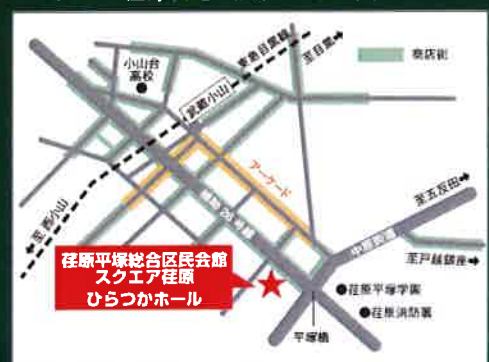 小山台
高校
東急目黒線
至目黒
商店街
武蔵小山
アーケード
至西小山
補助26号線
至五反田
中原街道
至戸越銀座
荏原平塚総合区民会館
スクエア荏原
ひらつかホール
荏原平塚学園
荏原消防署
平塚橋